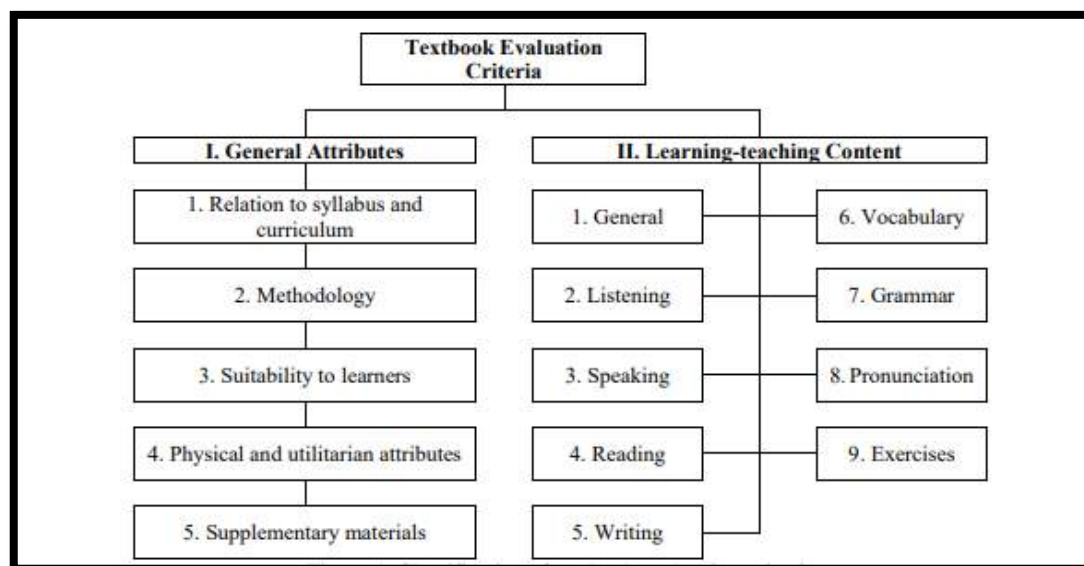 Textbook Evaluation
Criteria
I. General Attributes
1. Relation to syllabus and
curriculum
2. Methodology
3. Suitability to learners
4. Physical and utilitarian attributes
5. Supplementary materials
II. Learning-teaching Content
1. General
2. Listening
3. Speaking
4. Reading
5. Writing
6. Vocabulary
7. Grammar
8. Pronunciation
9. Exercises